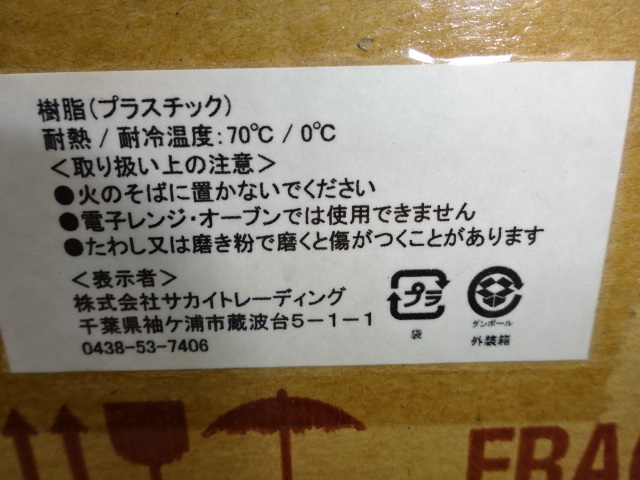 樹脂(プラスチック)
耐熱 / 耐冷温度:70℃ / 0℃
<取り扱い上の注意>
●火のそばに置かないでください
●電子レンジ・オーブンでは使用できません
●たわし又は磨き粉で磨くと傷がつくことがあります
<表示者>
株式会社サカイトレーディング
千葉県袖ケ浦市蔵波台5-1-1
0438-53-7406
プラ
袋
ダンボール
外装箱
FRA